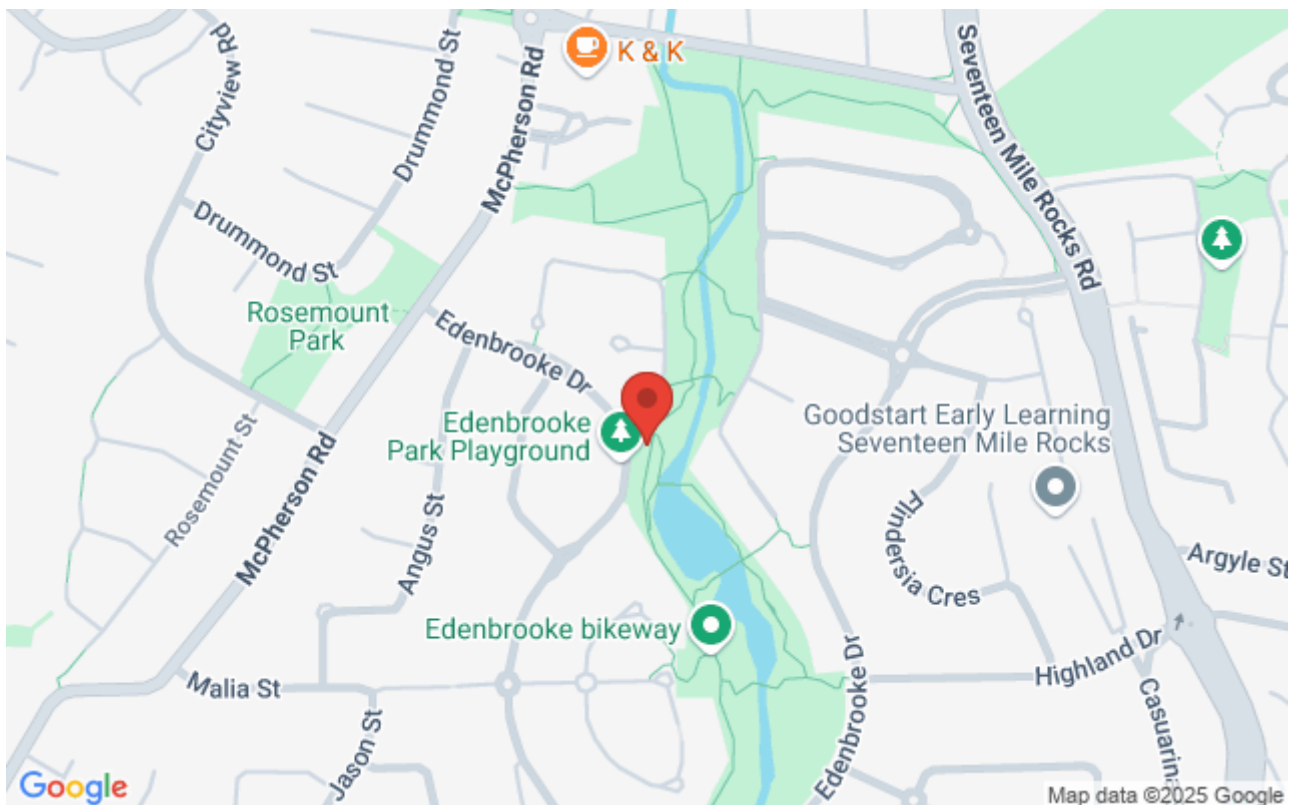 K & K
Seventeen Mile Rocks Rd
Cityview Rd
Drummond St
McPherson Rd
Drummond St
Rosemount
Park
Edenbrooke Dr
Edenbrooke
Park Playground
Goodstart Early Learning
Seventeen Mile Rocks
Rosemount St
McPherson Rd
Angus St
Flindersia Cres
Argyle St
Edenbrooke bikeway
Highland Dr
Malia St
Edenbrooke Dr
Casuarina
Jason St
Google
Map data ©2025 Google